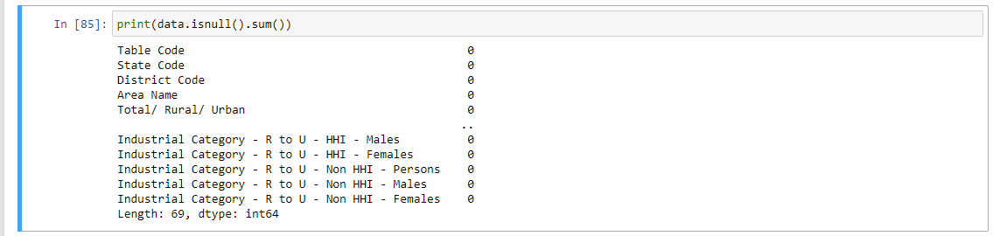 In [85]: print(data.isnull().sum())
Table Code 0
State Code 0
District Code 0
Area Name 0
Total/ Rural/ Urban 0
..
Industrial Category - R to U - HHI - Males 0
Industrial Category - R to U - HHI - Females 0
Industrial Category - R to U - Non HHI - Persons 0
Industrial Category - R to U - Non HHI - Males 0
Industrial Category - R to U - Non HHI - Females 0
Length: 69, dtype: int64